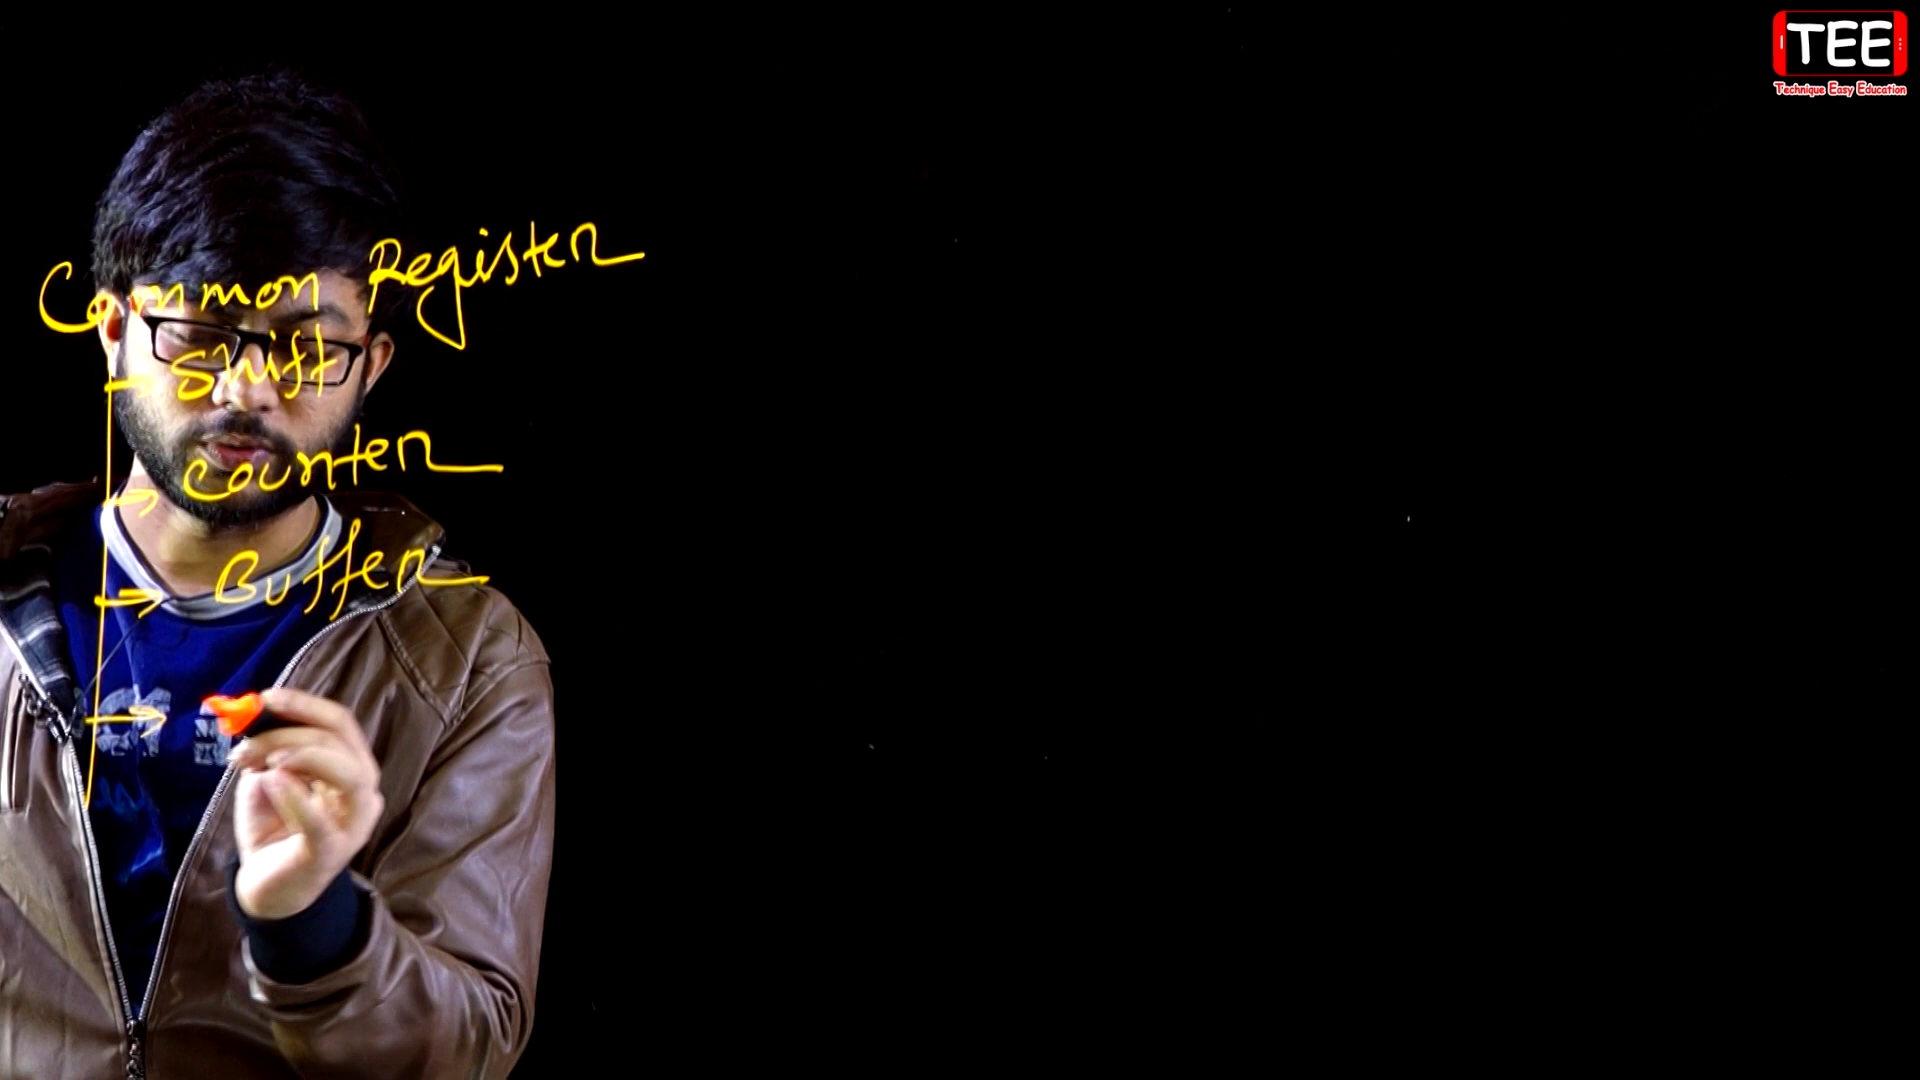 TEE
Technique Easy Education
Common Register
→ Shift
→ Counter
→ Buffer
→